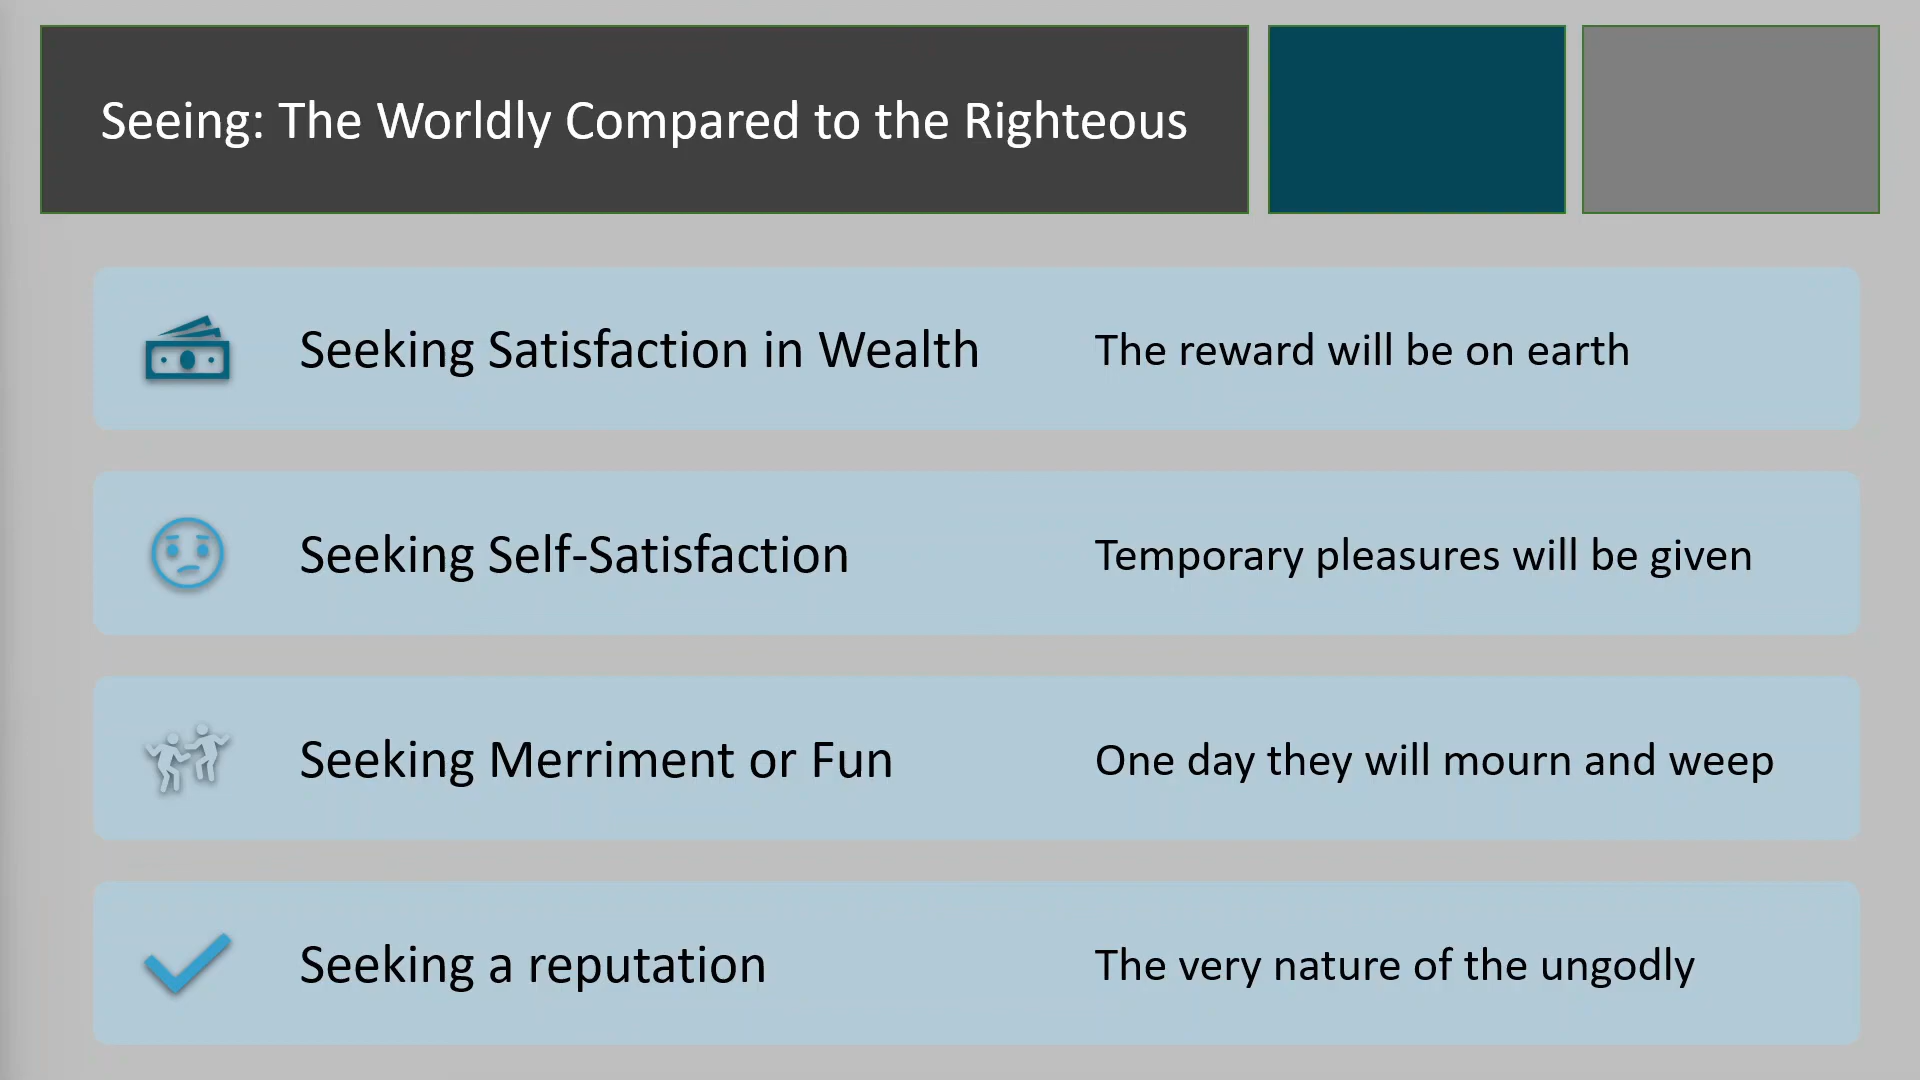 Seeing: The Worldly Compared to the Righteous
Seeking Satisfaction in Wealth
The reward will be on earth
Seeking Self-Satisfaction
Temporary pleasures will be given
Seeking Merriment or Fun
One day they will mourn and weep
Seeking a reputation
The very nature of the ungodly